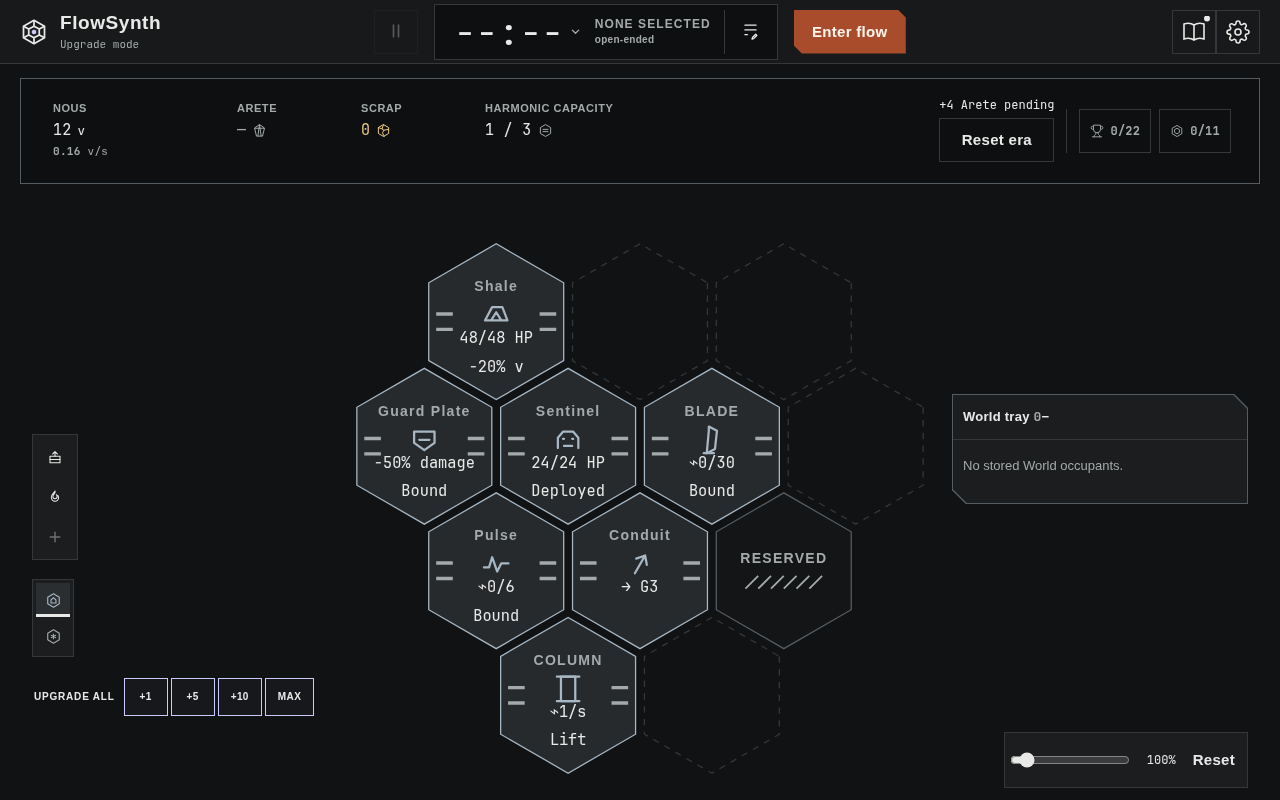 FlowSynth
Upgrade mode
– – : – –
NONE SELECTED
open-ended
Enter flow
NOUS
12 v
0.16 v/s
ARETE
–
SCRAP
0
HARMONIC CAPACITY
1 / 3
+4 Arete pending
Reset era
0/22
0/11
Shale
48/48 HP
-20% v
Guard Plate
-50% damage
Bound
Sentinel
24/24 HP
Deployed
BLADE
⌁0/30
Bound
Pulse
⌁0/6
Bound
Conduit
→ G3
RESERVED
COLUMN
⌁1/s
Lift
World tray 0–
No stored World occupants.
UPGRADE ALL
+1
+5
+10
MAX
100%
Reset